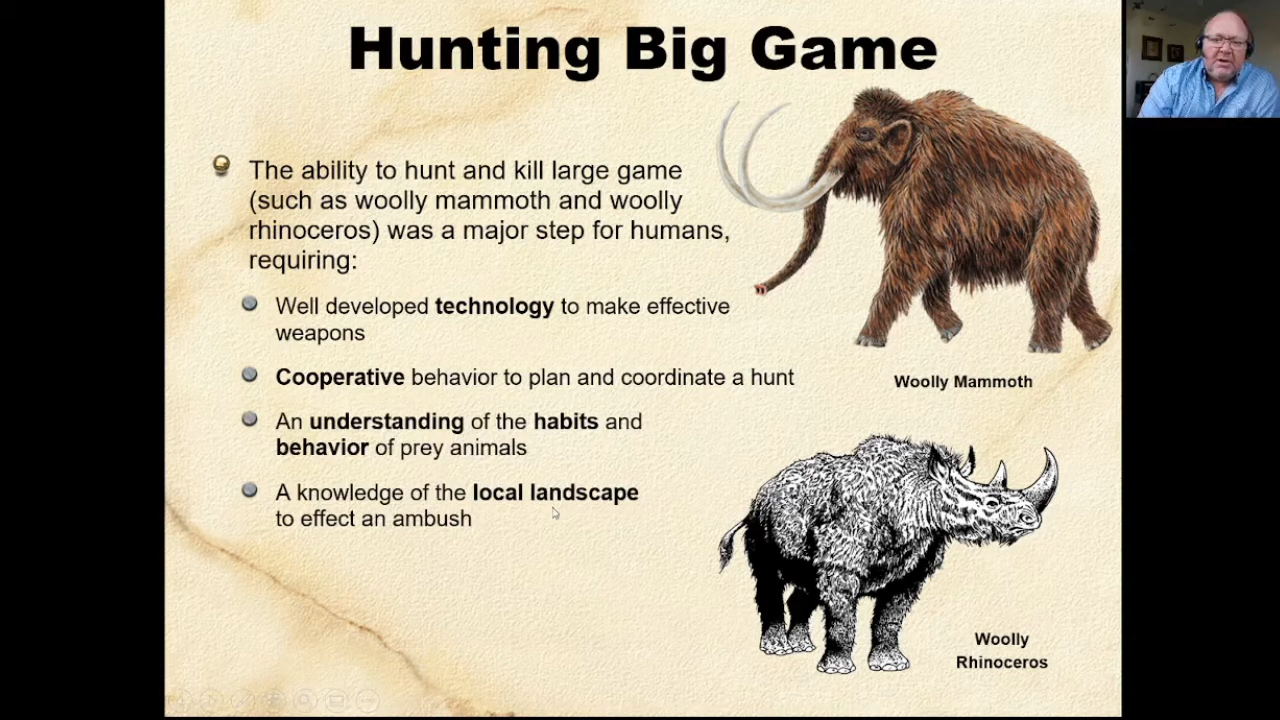 Hunting Big Game
The ability to hunt and kill large game
(such as woolly mammoth and woolly
rhinoceros) was a major step for humans,
requiring:
Well developed technology to make effective
weapons
Cooperative behavior to plan and coordinate a hunt
An understanding of the habits and
behavior of prey animals
A knowledge of the local landscape
to effect an ambush
Woolly Mammoth
Woolly
Rhinoceros